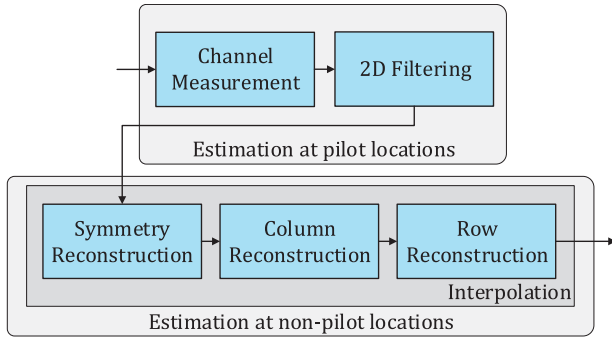 Channel
Measurement
2D Filtering
Estimation at pilot locations
Symmetry
Reconstruction
Column
Reconstruction
Row
Reconstruction
Interpolation
Estimation at non-pilot locations